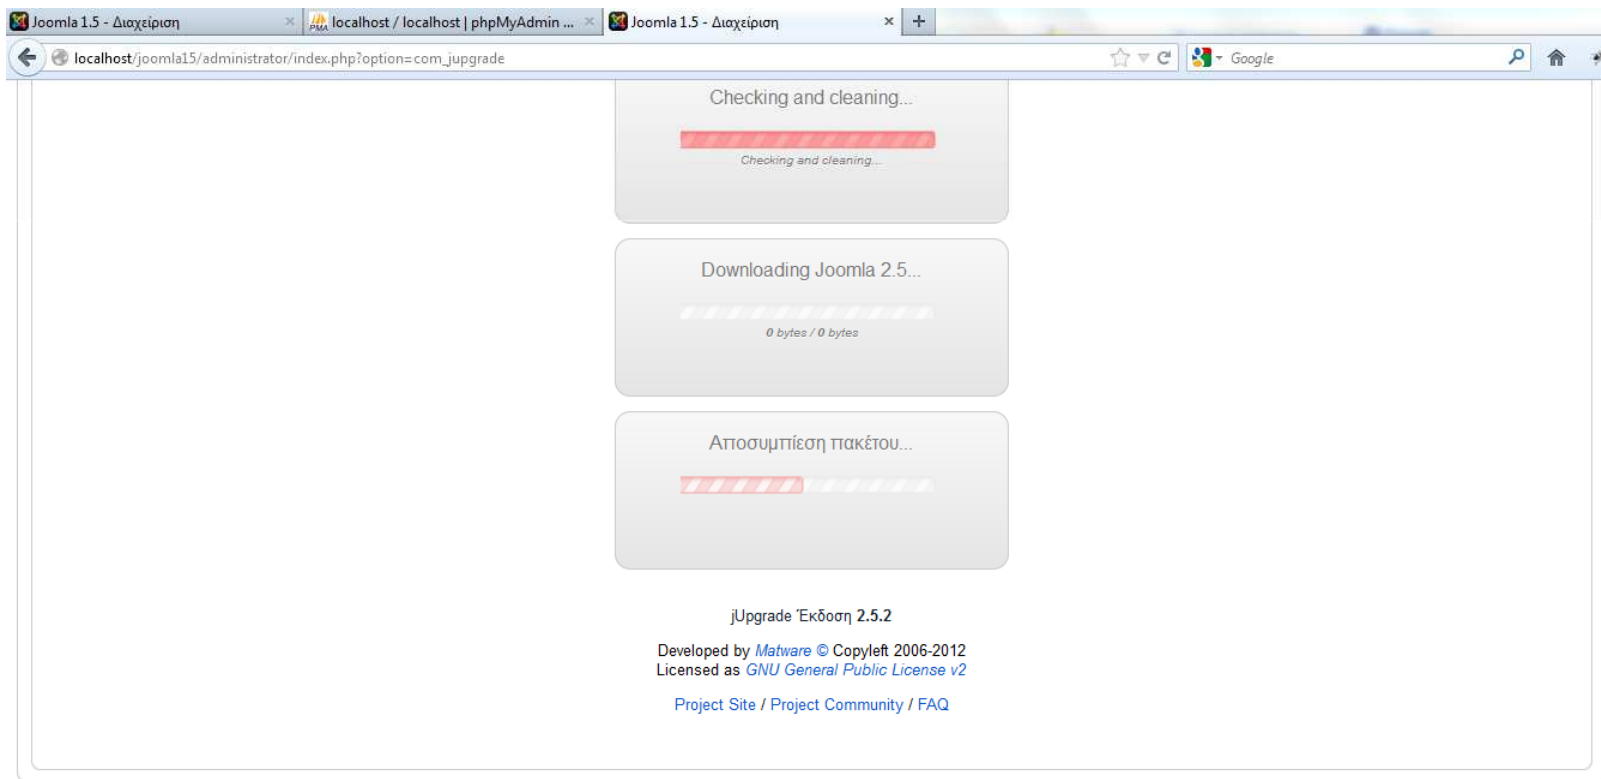 Joomla 1.5 - Διαχείριση
localhost / localhost | phpMyAdmin ...
Joomla 1.5 - Διαχείριση
localhost/joomla15/administrator/index.php?option=com_jupgrade
Google
Checking and cleaning...
Checking and cleaning...
Downloading Joomla 2.5...
0 bytes / 0 bytes
Αποσυμπίεση πακέτου...
jUpgrade Έκδοση 2.5.2
Developed by Matware © Copyleft 2006-2012
Licensed as GNU General Public License v2
Project Site / Project Community / FAQ